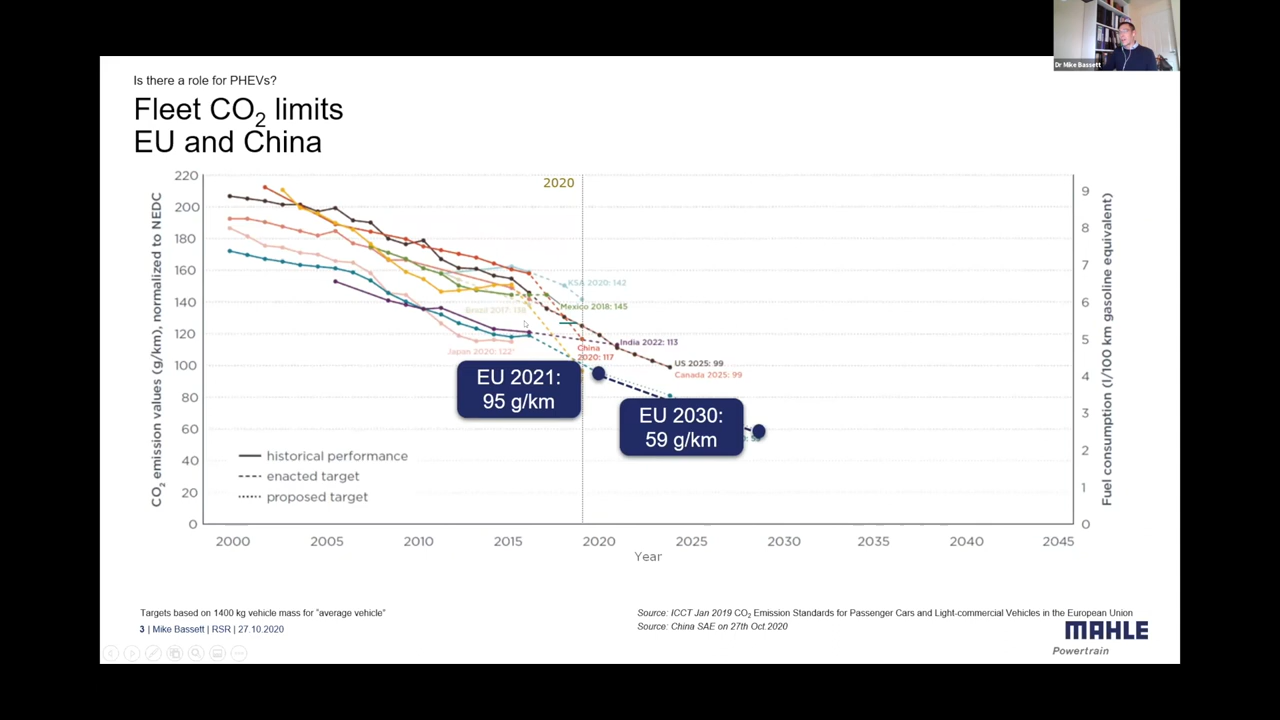 Dr Mike Bassett
Is there a role for PHEVs?
Fleet CO2 limits
EU and China
220
200
180
160
140
120
100
80
60
40
20
0
CO2 emission values (g/km), normalized to NEDC
2020
KSA 2020: 142
Mexico 2018: 145
Brazil 2017: 138
India 2022: 113
Japan 2020: 122
China
2020: 117
US 2025: 99
Canada 2025: 99
EU 2021:
95 g/km
EU 2030:
59 g/km
historical performance
enacted target
proposed target
9
8
7
6
5
4
3
2
1
0
Fuel consumption (l/100 km gasoline equivalent)
2000
2005
2010
2015
2020
2025
2030
2035
2040
2045
Year
Targets based on 1400 kg vehicle mass for "average vehicle"
3 | Mike Bassett | RSR | 27.10.2020
Source: ICCT Jan 2019 CO2 Emission Standards for Passenger Cars and Light-commercial Vehicles in the European Union
Source: China SAE on 27th Oct 2020
MAHLE
Powertrain